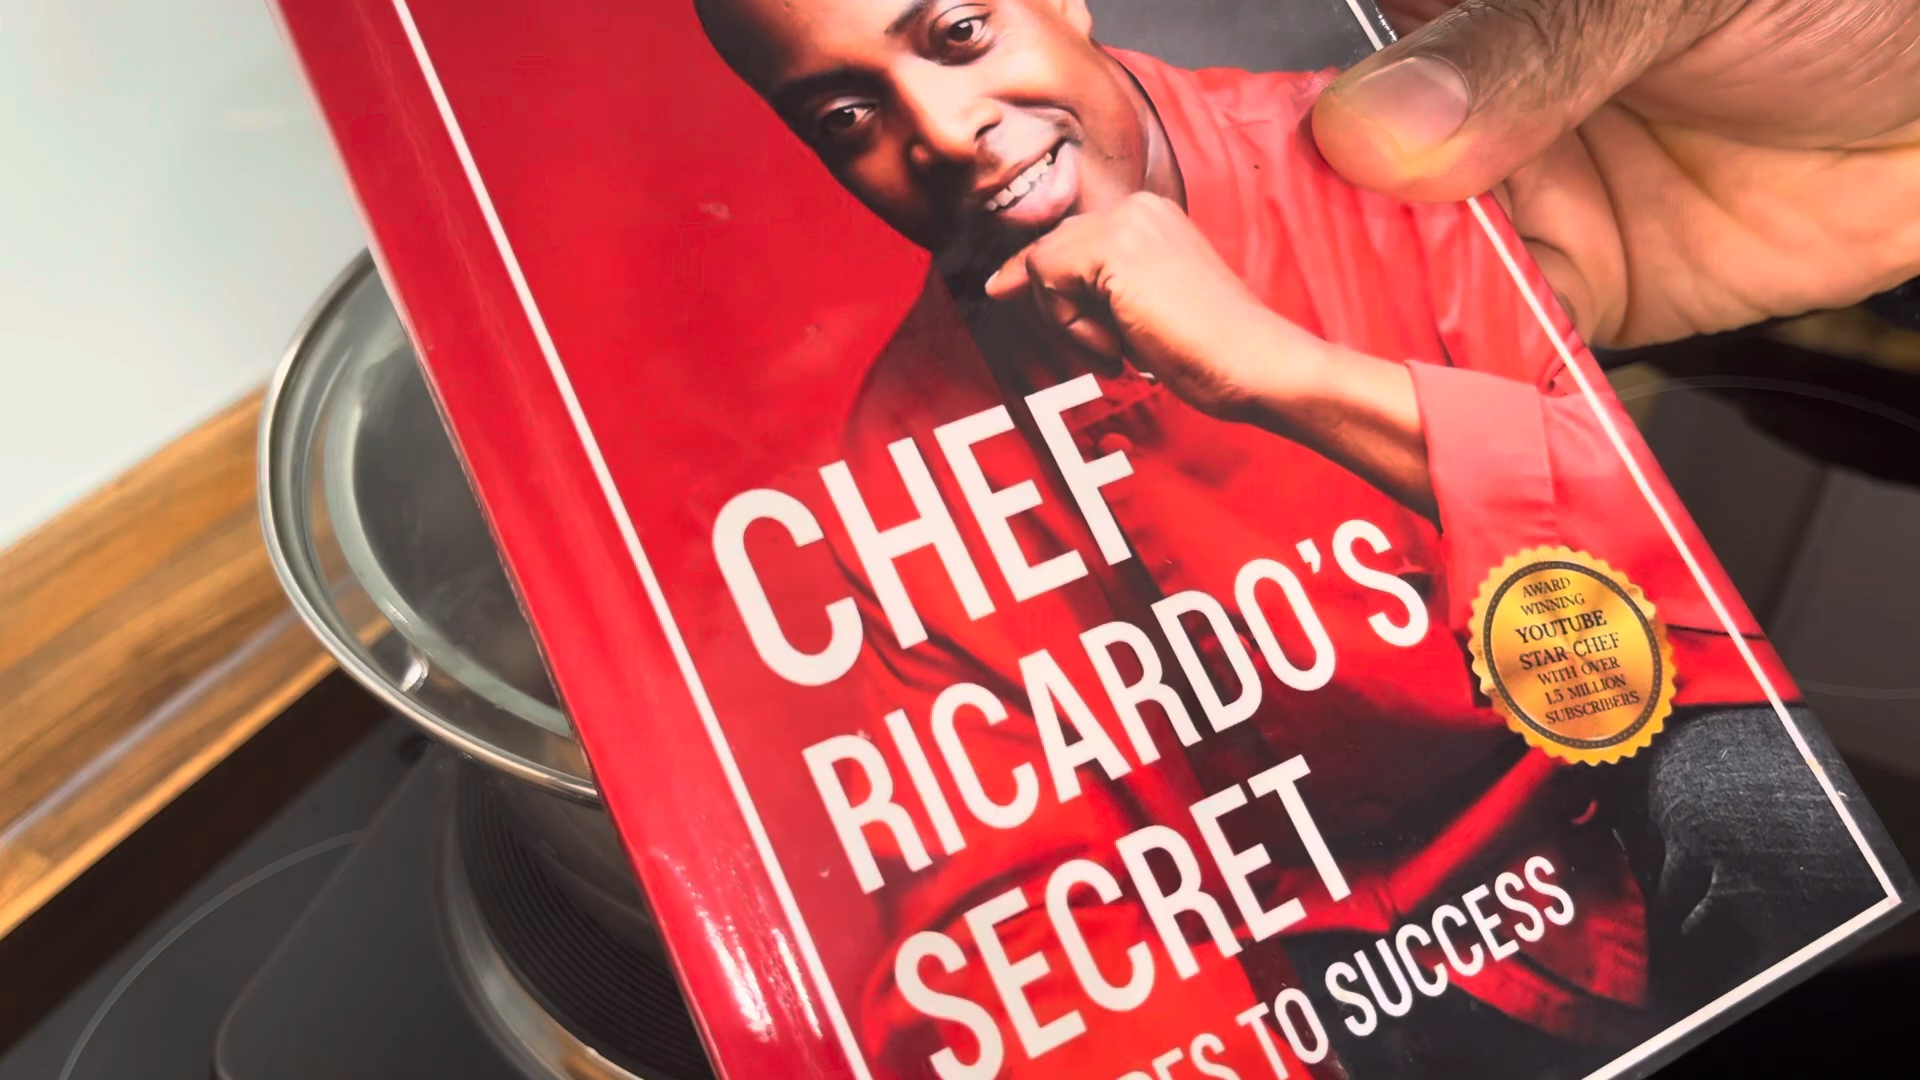 CHEF
RICARDO'S
SECRET
TO SUCCESS
AWARD
WINNING
YOUTUBE
STAR CHEF
WITH OVER
1.5 MILLION
SUBSCRIBERS